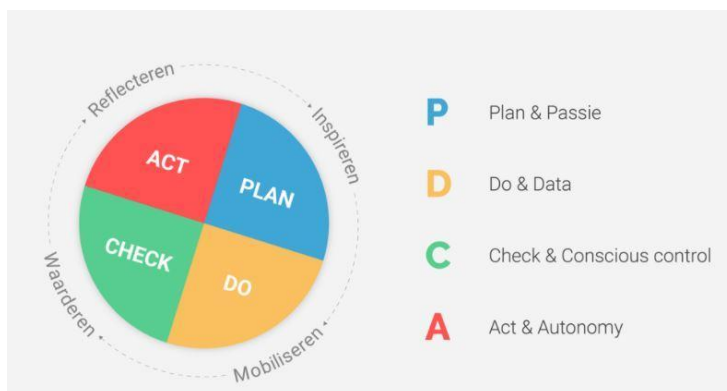 Reflecteren
Inspireren
ACT
PLAN
CHECK
DO
Waarderen
Mobiliseren
P Plan & Passie
D Do & Data
C Check & Conscious control
A Act & Autonomy